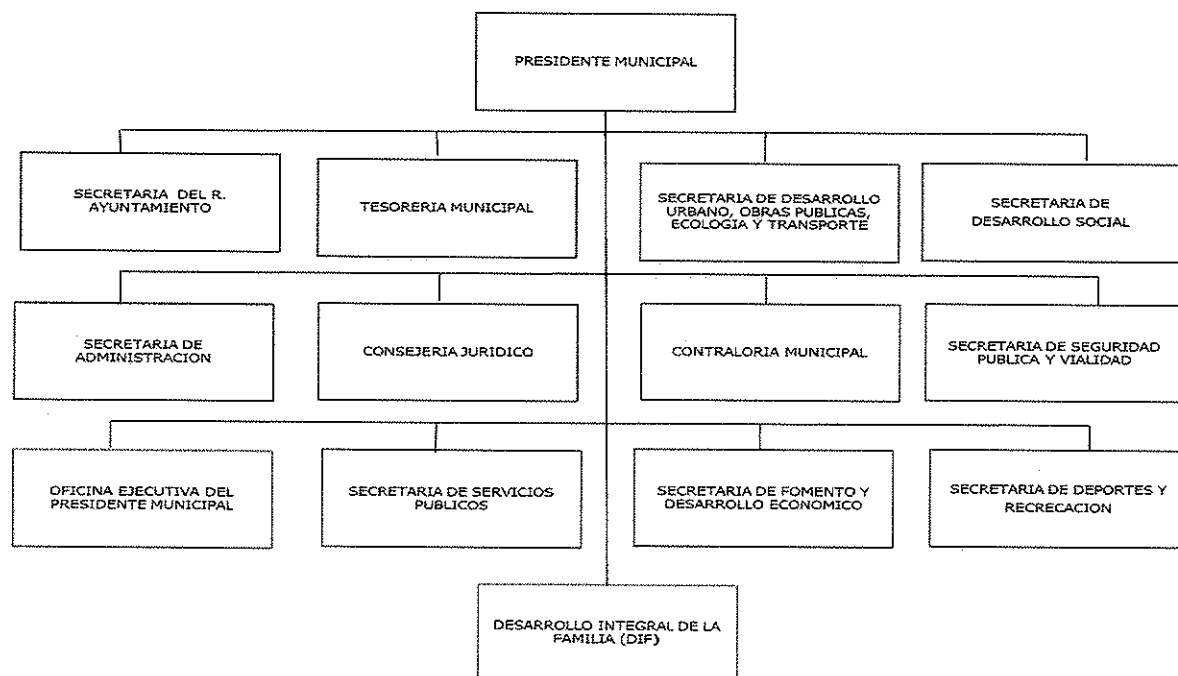 PRESIDENTE MUNICIPAL
SECRETARIA DEL R.
AYUNTAMIENTO
TESORERIA MUNICIPAL
SECRETARIA DE DESARROLLO
URBANO, OBRAS PUBLICAS,
ECOLOGIA Y TRANSPORTE
SECRETARIA DE
DESARROLLO SOCIAL
SECRETARIA DE
ADMINISTRACION
CONSEJERIA JURIDICO
CONTRALORIA MUNICIPAL
SECRETARIA DE SEGURIDAD
PUBLICA Y VIALIDAD
OFICINA EJECUTIVA DEL
PRESIDENTE MUNICIPAL
SECRETARIA DE SERVICIOS
PUBLICOS
SECRETARIA DE FOMENTO Y
DESARROLLO ECONOMICO
SECRETARIA DE DEPORTES Y
RECRECACION
DESARROLLO INTEGRAL DE LA
FAMILIA (DIF)